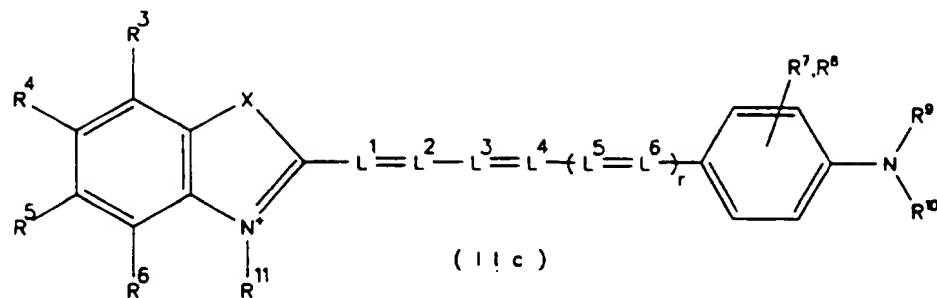 R³ R⁷,R⁸
R⁴ X R⁹
L¹=L²—L³=L⁴—(L⁵=L⁶)ᵣ N
R⁵ N⁺ R¹⁰
R⁶ R¹¹
(IIc)